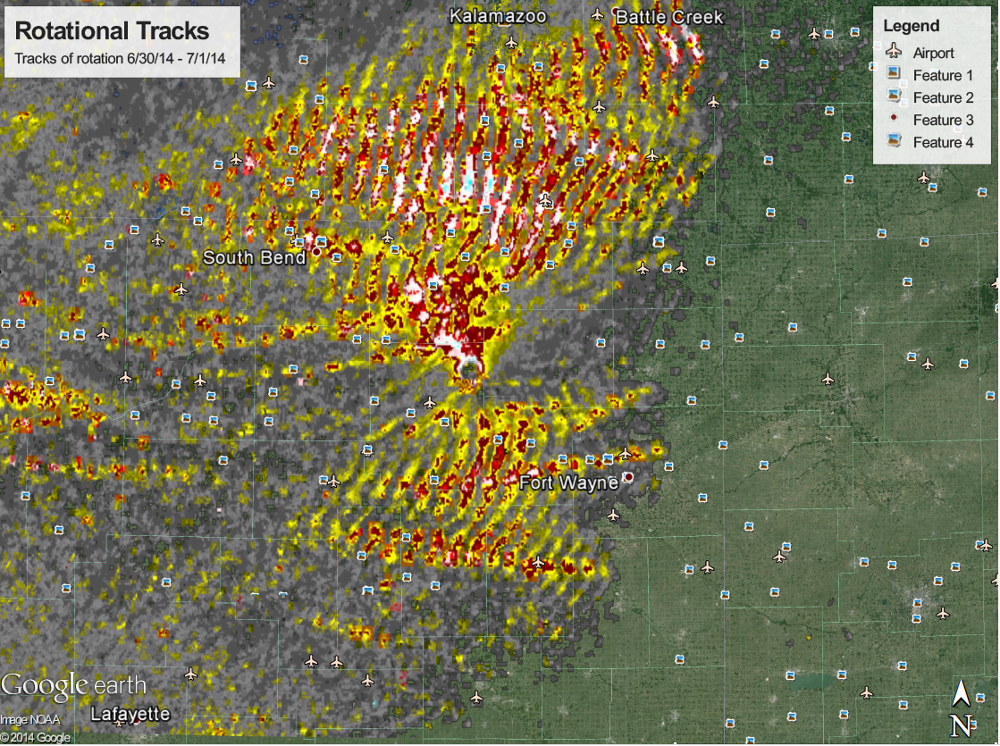 Kalamazoo
Battle Creek
Rotational Tracks
Tracks of rotation 6/30/14 - 7/1/14
Legend
Airport
Feature 1
Feature 2
Feature 3
Feature 4
South Bend
Fort Wayne
Google earth
Lafayette
Image NOAA
© 2014 Google
N